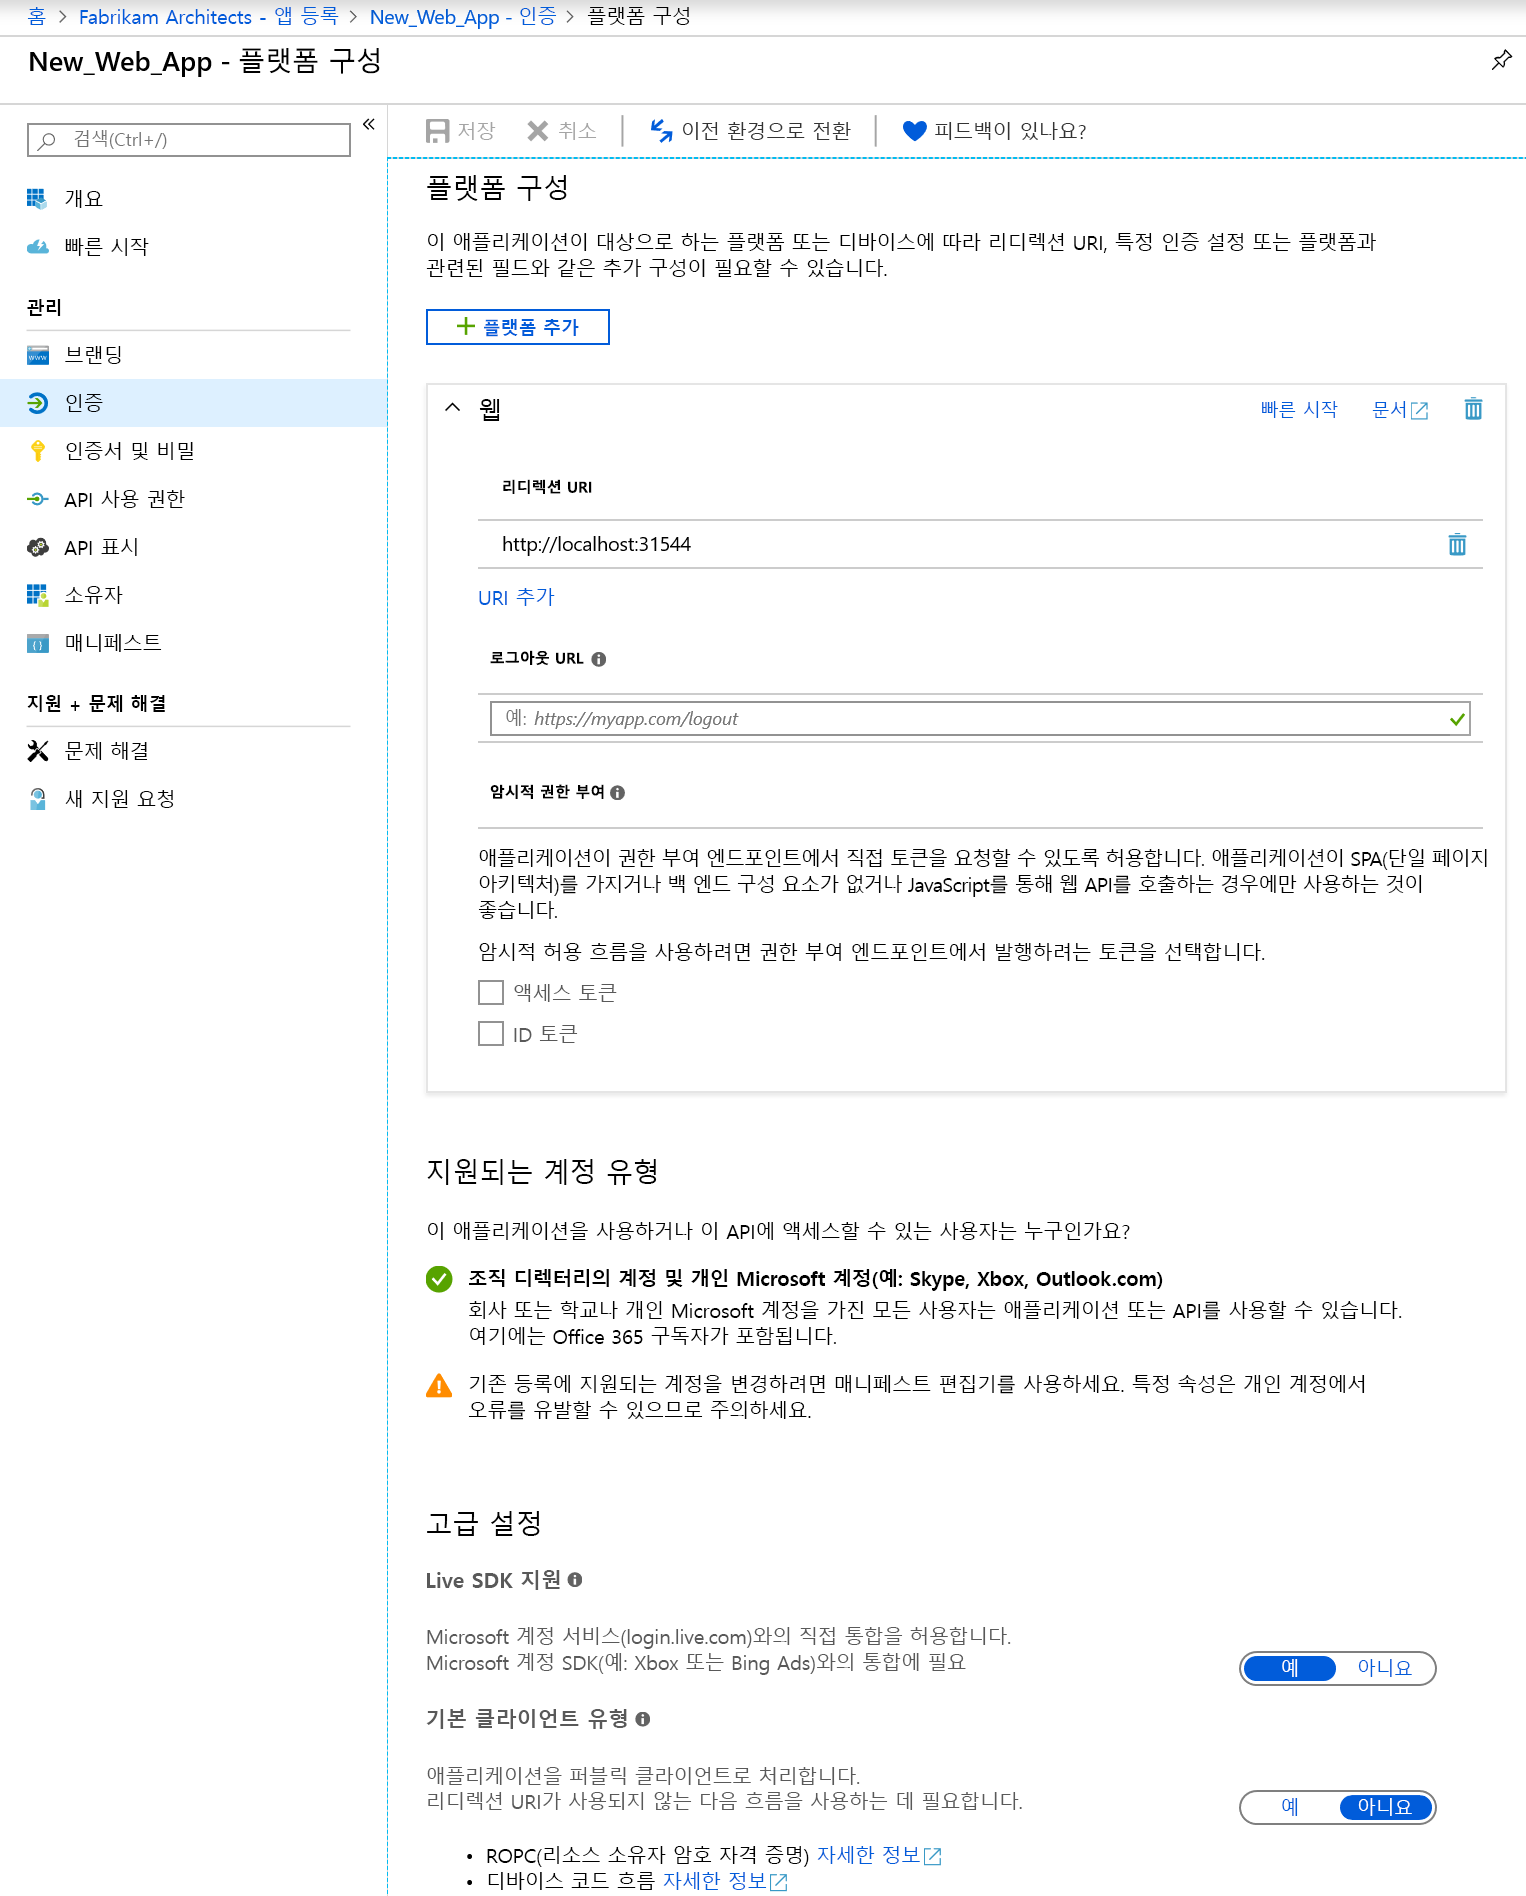 홈 > Fabrikam Architects - 앱 등록 > New_Web_App - 인증 > 플랫폼 구성
New_Web_App - 플랫폼 구성
검색(Ctrl+/)
«
개요
빠른 시작
관리
브랜딩
인증
인증서 및 비밀
API 사용 권한
API 표시
소유자
매니페스트
지원 + 문제 해결
문제 해결
새 지원 요청
저장 취소 이전 환경으로 전환 피드백이 있나요?
플랫폼 구성
이 애플리케이션이 대상으로 하는 플랫폼 또는 디바이스에 따라 리디렉션 URI, 특정 인증 설정 또는 플랫폼과
관련된 필드와 같은 추가 구성이 필요할 수 있습니다.
+ 플랫폼 추가
웹 빠른 시작 문서
리디렉션 URI
http://localhost:31544
URI 추가
로그아웃 URL
예: https://myapp.com/logout
암시적 권한 부여
애플리케이션이 권한 부여 엔드포인트에서 직접 토큰을 요청할 수 있도록 허용합니다. 애플리케이션이 SPA(단일 페이지
아키텍처)를 가지거나 백 엔드 구성 요소가 없거나 JavaScript를 통해 웹 API를 호출하는 경우에만 사용하는 것이
좋습니다.
암시적 허용 흐름을 사용하려면 권한 부여 엔드포인트에서 발행하려는 토큰을 선택합니다.
액세스 토큰
ID 토큰
지원되는 계정 유형
이 애플리케이션을 사용하거나 이 API에 액세스할 수 있는 사용자는 누구인가요?
조직 디렉터리의 계정 및 개인 Microsoft 계정(예: Skype, Xbox, Outlook.com)
회사 또는 학교나 개인 Microsoft 계정을 가진 모든 사용자는 애플리케이션 또는 API를 사용할 수 있습니다.
여기에는 Office 365 구독자가 포함됩니다.
기존 등록에 지원되는 계정을 변경하려면 매니페스트 편집기를 사용하세요. 특정 속성은 개인 계정에서
오류를 유발할 수 있으므로 주의하세요.
고급 설정
Live SDK 지원
Microsoft 계정 서비스(login.live.com)와의 직접 통합을 허용합니다.
Microsoft 계정 SDK(예: Xbox 또는 Bing Ads)와의 통합에 필요
예 아니요
기본 클라이언트 유형
애플리케이션을 퍼블릭 클라이언트로 처리합니다.
리디렉션 URI가 사용되지 않는 다음 흐름을 사용하는 데 필요합니다.
예 아니요
• ROPC(리소스 소유자 암호 자격 증명) 자세한 정보
• 디바이스 코드 흐름 자세한 정보